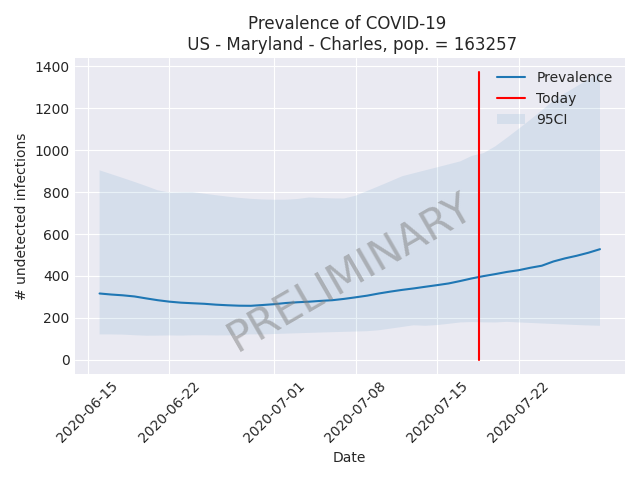 Prevalence of COVID-19
US - Maryland - Charles, pop. = 163257
# undetected infections
1400
1200
1000
800
600
400
200
0
Prevalence
Today
95CI
PRELIMINARY
2020-06-15
2020-06-22
2020-07-01
2020-07-08
2020-07-15
2020-07-22
Date